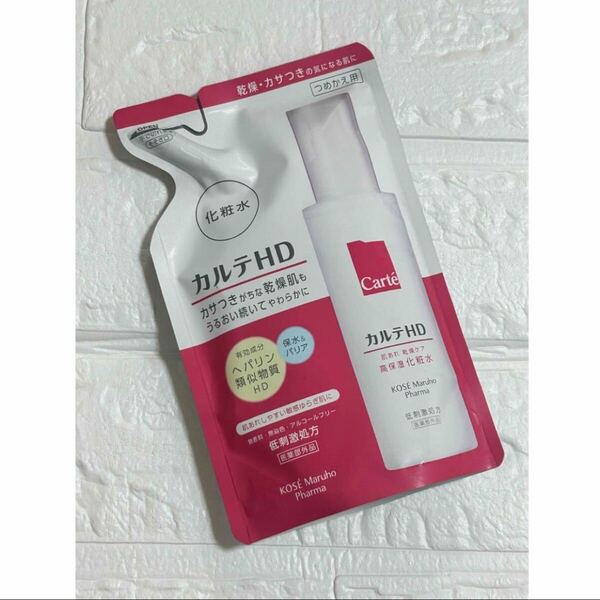 乾燥・カサつきの気になる肌に
つめかえ用
OPEN
化粧水
カルテHD
カサつきがちな乾燥肌も
うるおい続いてやわらかに
有効成分
ヘパリン
類似物質
HD
保水&
バリア
肌あれしやすい敏感ゆらぎ肌に
無香料 無着色 アルコールフリー
低刺激処方
医薬部外品
KOSÉ Maruho
Pharma
Carté
カルテHD
肌あれ 乾燥ケア
高保湿 化粧水
KOSÉ Maruho
Pharma
低刺激処方
医薬部外品